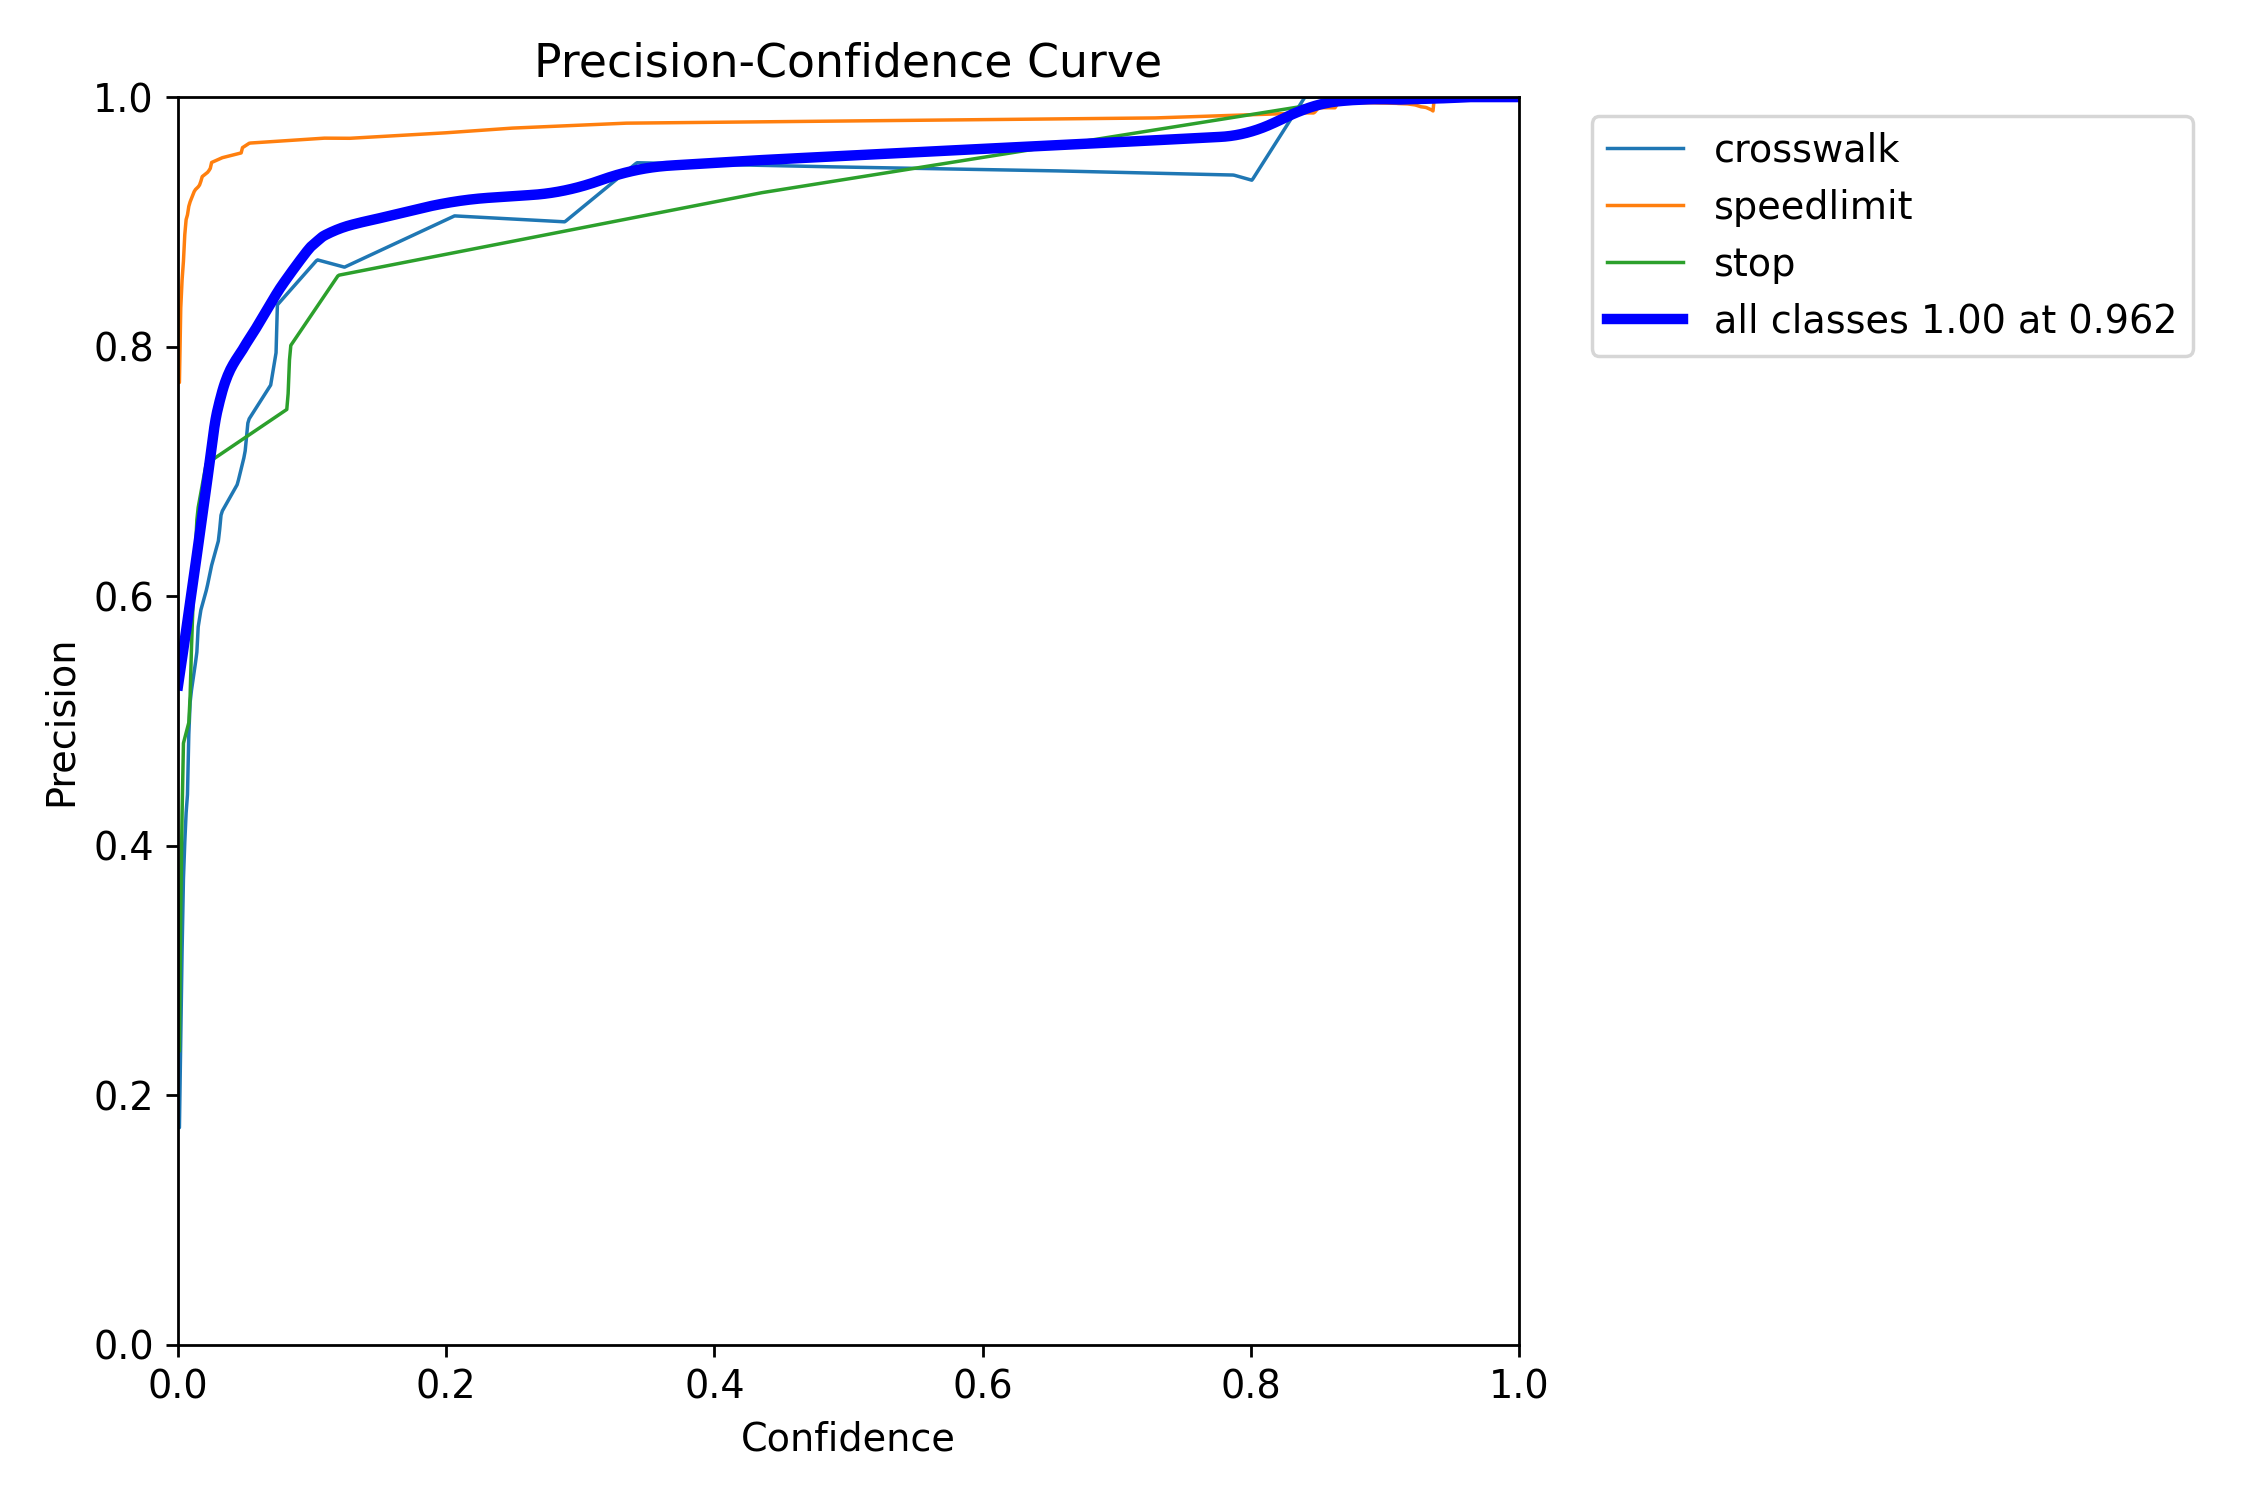 Precision-Confidence Curve
1.0
0.8
0.6
0.4
0.2
0.0
Precision
0.0 0.2 0.4 0.6 0.8 1.0
Confidence
crosswalk
speedlimit
stop
all classes 1.00 at 0.962